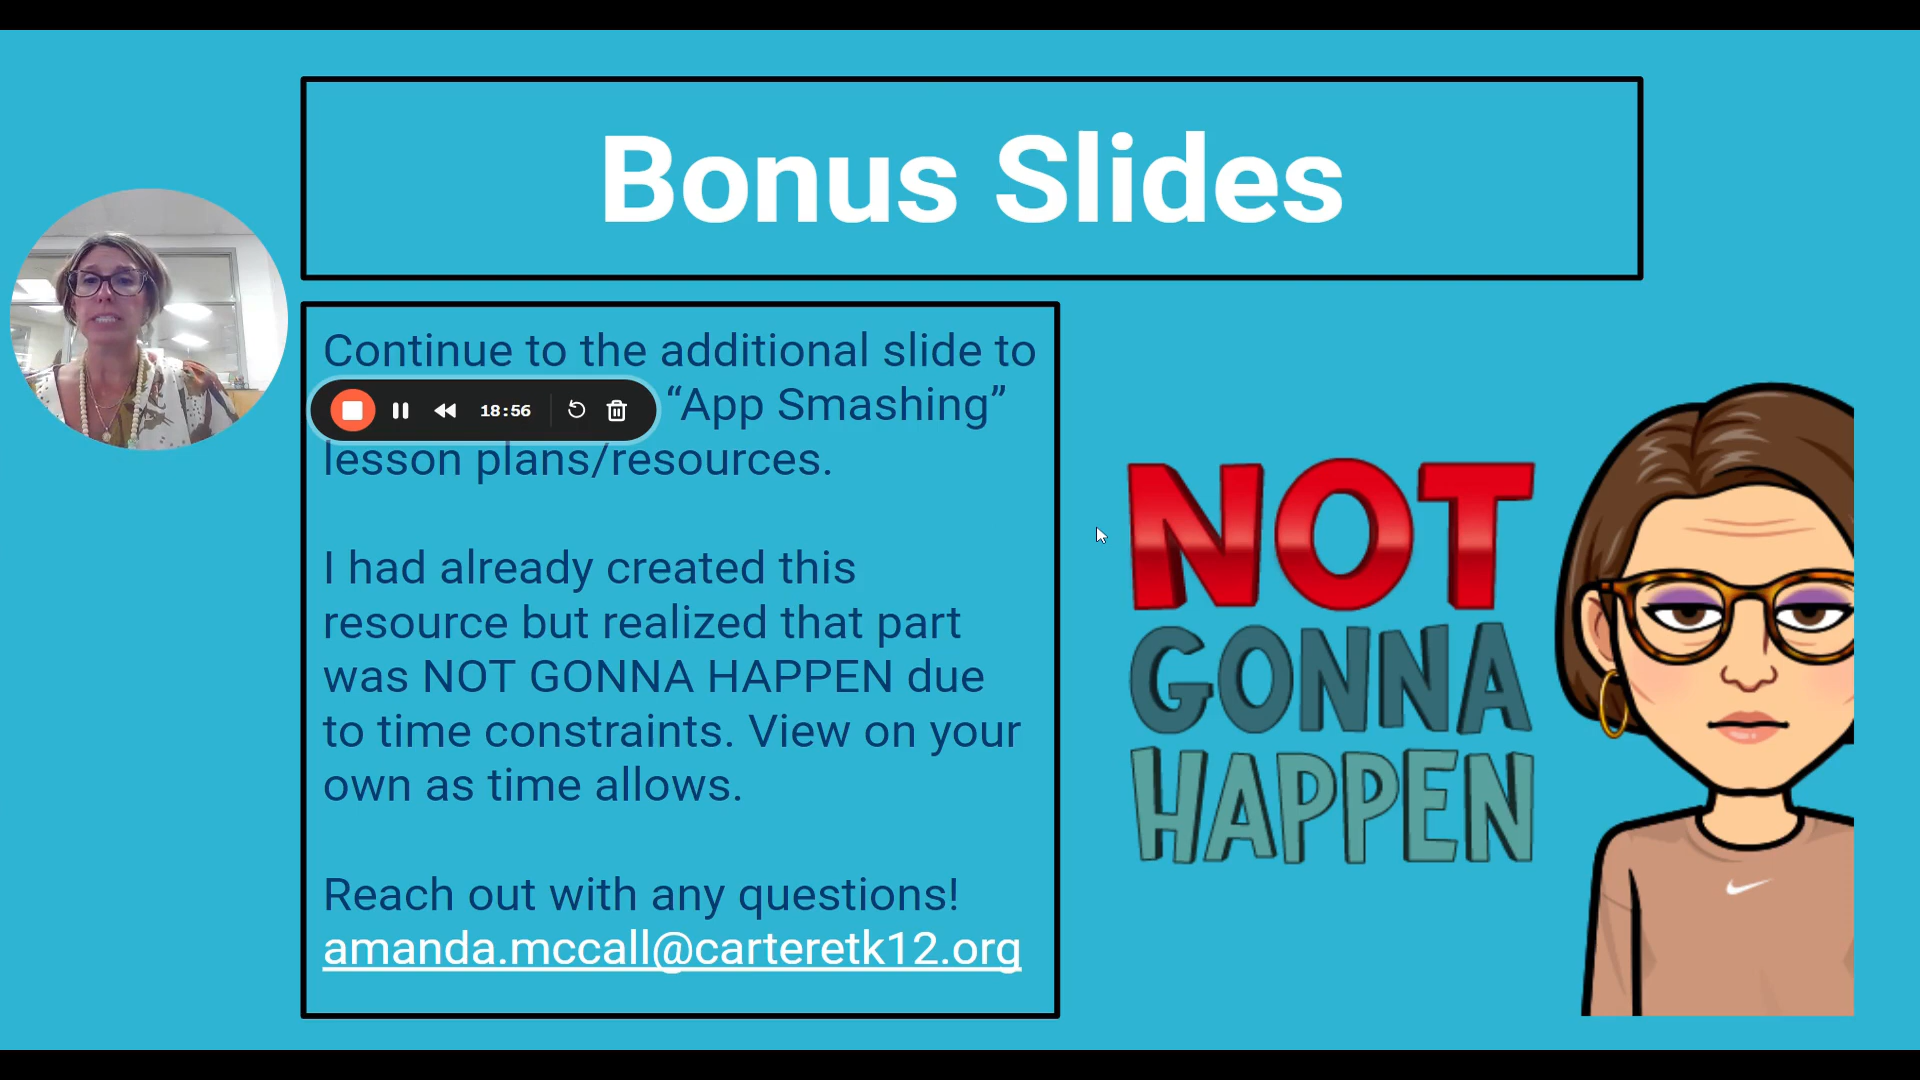 Bonus Slides
Continue to the additional slide to
“App Smashing”
lesson plans/resources.
I had already created this
resource but realized that part
was NOT GONNA HAPPEN due
to time constraints. View on your
own as time allows.
Reach out with any questions!
amanda.mccall@carteretk12.org
18:56
NOT
GONNA
HAPPEN